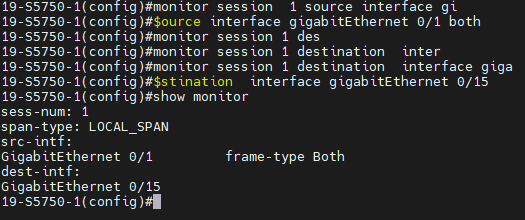 19-S5750-1(config)#monitor session  1 source interface gi
19-S5750-1(config)#$ource interface gigabitEthernet 0/1 both
19-S5750-1(config)#monitor session 1 des
19-S5750-1(config)#monitor session 1 destination  inter
19-S5750-1(config)#monitor session 1 destination  interface giga
19-S5750-1(config)#$stination  interface gigabitEthernet 0/15
19-S5750-1(config)#show monitor
sess-num: 1
span-type: LOCAL_SPAN
src-intf:
GigabitEthernet 0/1         frame-type Both
dest-intf:
GigabitEthernet 0/15
19-S5750-1(config)#